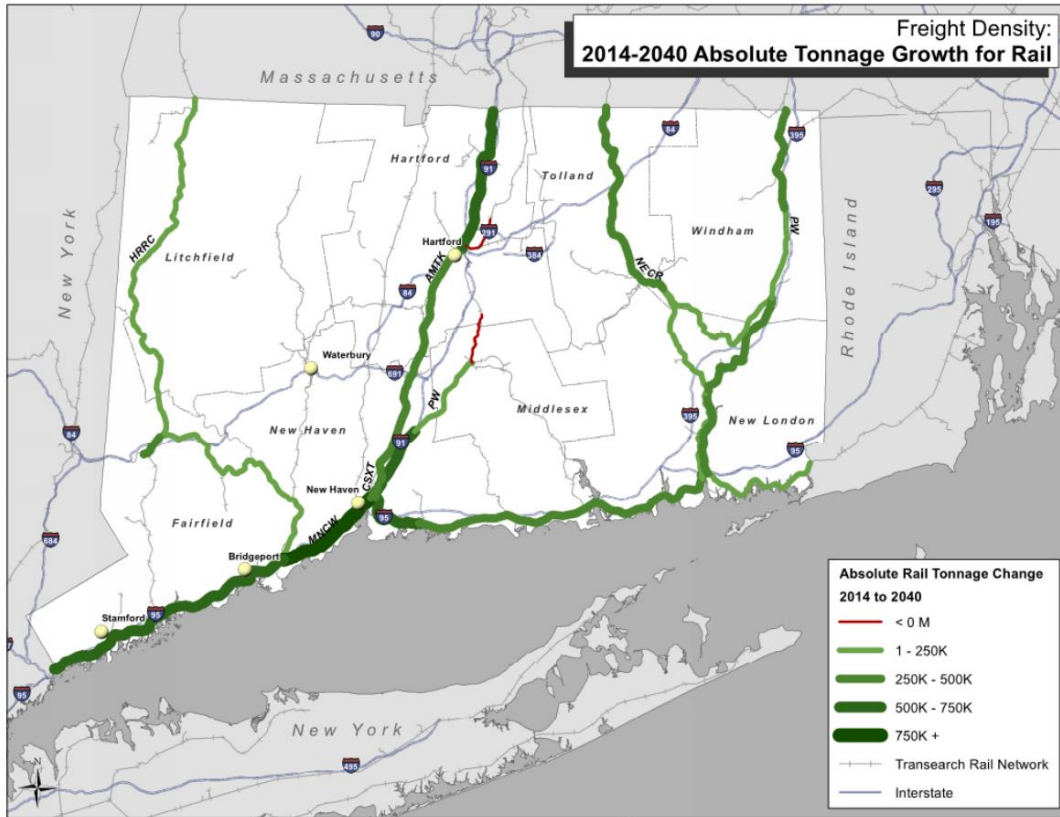 Freight Density:
2014-2040 Absolute Tonnage Growth for Rail
90
Massachusetts
84
395
Hartford
91
Tolland
295
195
291
Rhode Island
PW
Windham
HRRC
Litchfield
New York
Hartford
AMTK
384
NECR
84
Waterbury
691
PW
Middlesex
395
New London
New Haven
91
84
95
CSXT
New Haven
95
Fairfield
MNCW
684
Bridgeport
Stamford
95
95
New York
495
N
Absolute Rail Tonnage Change
2014 to 2040
< 0 M
1 - 250K
250K - 500K
500K - 750K
750K +
Transearch Rail Network
Interstate